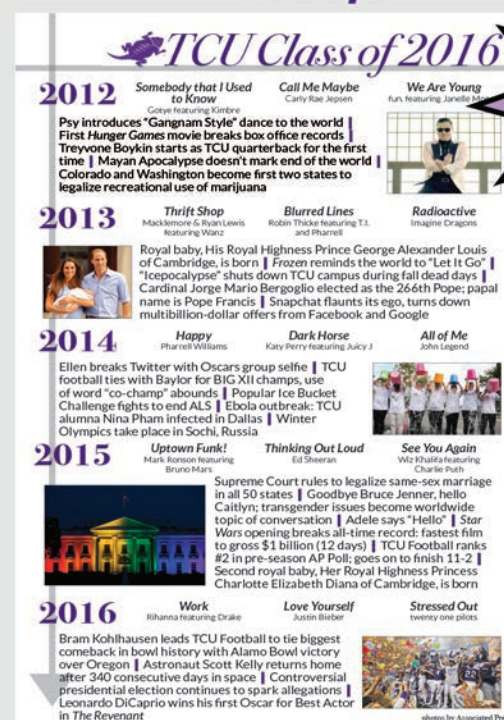 TCU Class of 2016
2012
Somebody that I Used to Know
Gotye featuring Kimbre
Call Me Maybe
Carly Rae Jepsen
We Are Young
fun. featuring Janelle
Psy introduces "Gangnam Style" dance to the world |
First Hunger Games movie breaks box office records |
Treyvone Boykin starts as TCU quarterback for the first
time | Mayan Apocalypse doesn't mark end of the world |
Colorado and Washington become first two states to
legalize recreational use of marijuana
2013
Thrift Shop
Macklemore & Ryan Lewis
featuring Wanz
Blurred Lines
Robin Thicke featuring T.I.
and Pharrell
Radioactive
Imagine Dragons
Royal baby, His Royal Highness Prince George Alexander Louis
of Cambridge, is born | Frozen reminds the world to "Let It Go" |
"Icepocalypse" shuts down TCU campus during fall dead days |
Cardinal Jorge Mario Bergoglio elected as the 266th Pope; papal
name is Pope Francis | Snapchat flaunts its ego, turns down
multibillion-dollar offers from Facebook and Google
2014
Happy
Pharrell Williams
Dark Horse
Katy Perry featuring Juicy J
All of Me
John Legend
Ellen breaks Twitter with Oscars group selfie | TCU
football ties with Baylor for BIG XII champs, use
of word "co-champ" abounds | Popular Ice Bucket
Challenge fights to end ALS | Ebola outbreak: TCU
alumna Nina Pham infected in Dallas | Winter
Olympics take place in Sochi, Russia
2015
Uptown Funk!
Mark Ronson featuring
Bruno Mars
Thinking Out Loud
Ed Sheeran
See You Again
Wiz Khalifa featuring
Charlie Puth
Supreme Court rules to legalize same-sex marriage
in all 50 states | Goodbye Bruce Jenner, hello
Caitlyn; transgender issues become worldwide
topic of conversation | Adele says "Hello" | Star
Wars opening breaks all-time record: fastest film
to gross $1 billion (12 days) | TCU Football ranks
#2 in pre-season AP Poll; goes on to finish 11-2 |
Second royal baby, Her Royal Highness Princess
Charlotte Elizabeth Diana of Cambridge, is born
2016
Work
Rihanna featuring Drake
Love Yourself
Justin Bieber
Stressed Out
twenty one pilots
Bram Kohlhausen leads TCU Football to tie biggest
comeback in bowl history with Alamo Bowl victory
over Oregon | Astronaut Scott Kelly returns home
after 340 consecutive days in space | Controversial
presidential election continues to spark allegations |
Leonardo DiCaprio wins his first Oscar for Best Actor
in The Revenant
photos by Associated